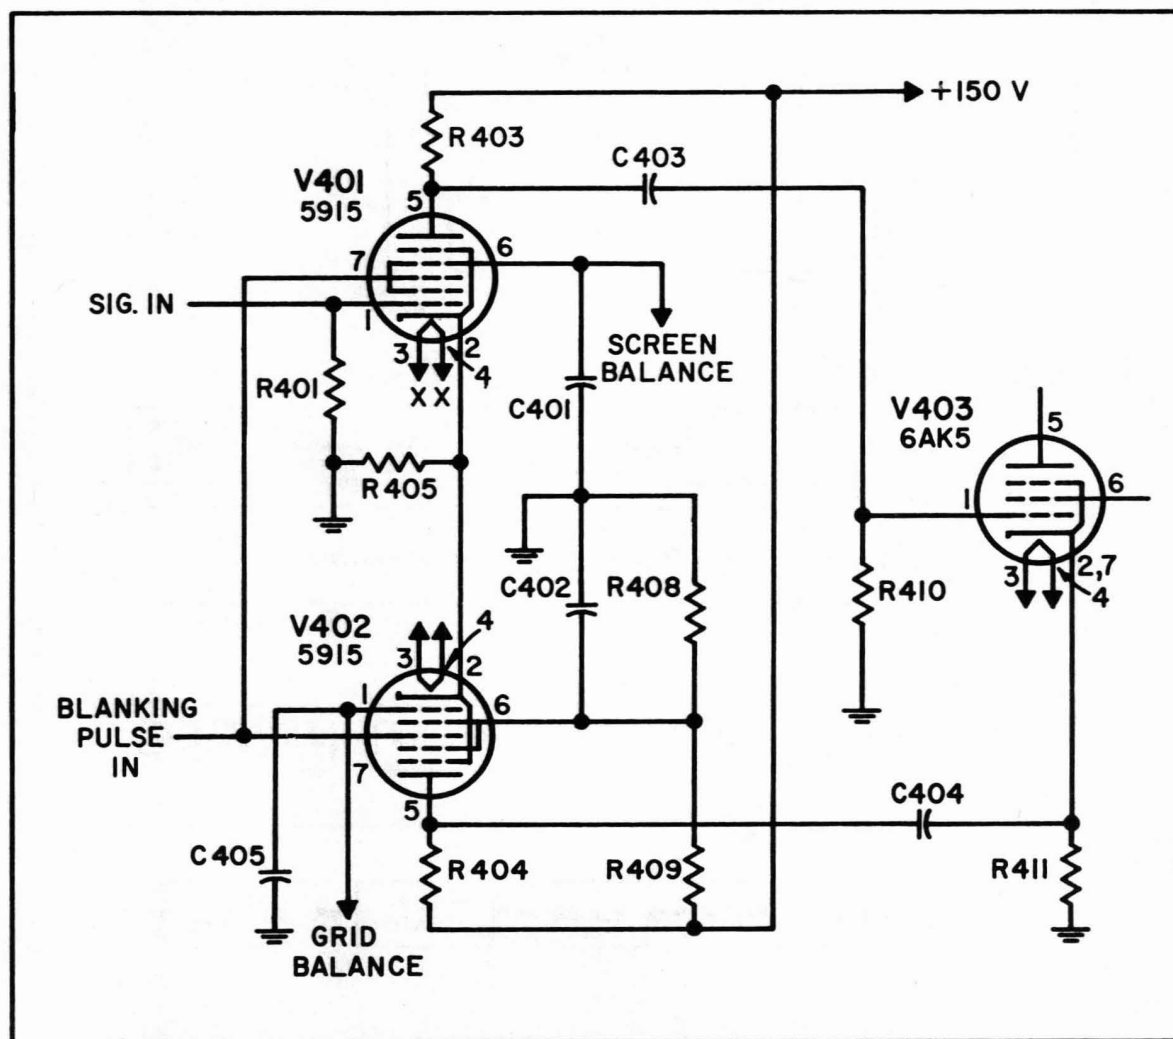 +150 V
R403
C403
V401
5915
5
6
7
SIG. IN
1
3
2
4
X X
SCREEN
BALANCE
R401
C401
V403
6AK5
5
R405
1
6
C402
R408
R410
3
2,7
4
V402
5915
3
4
2
1
6
BLANKING
PULSE
IN
7
5
C404
C405
R404
R409
R411
GRID
BALANCE